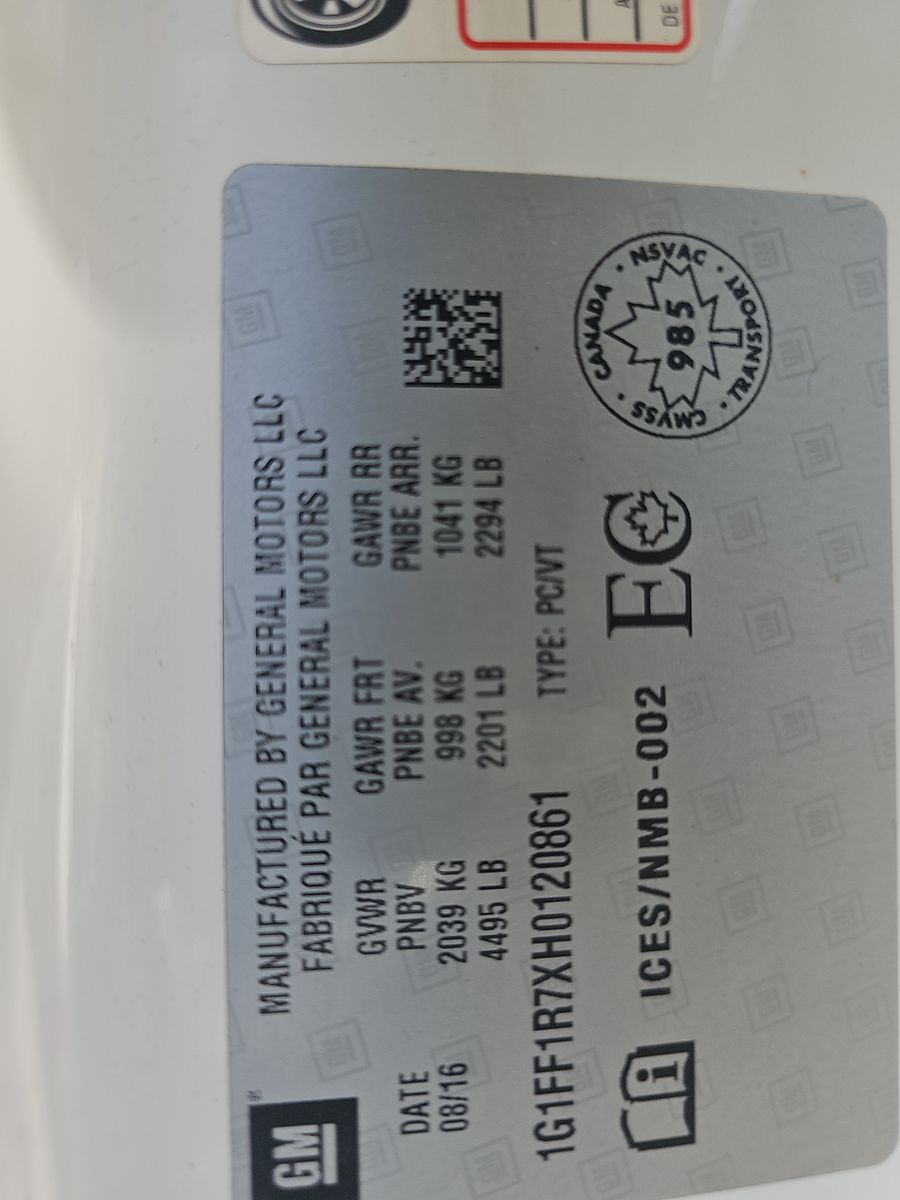 A
DE
GM®
MANUFACTURED BY GENERAL MOTORS LLC
FABRIQUÉ PAR GENERAL MOTORS LLC
DATE GVWR GAWR FRT GAWR RR
08/16 PNBV PNBE AV. PNBE ARR.
2039 KG 998 KG 1041 KG
4495 LB 2201 LB 2294 LB
1G1FF1R7XH0120861 TYPE: PC/VT
i ICES/NMB-002 EC
CANADA · NSVAC · TRANSPORT · CMVSS ·
985